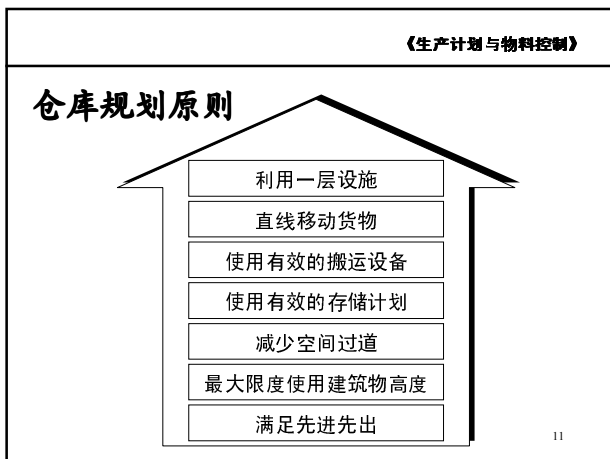 《生产计划与物料控制》
仓库规划原则
利用一层设施
直线移动货物
使用有效的搬运设备
使用有效的存储计划
减少空间过道
最大限度使用建筑物高度
满足先进先出
11